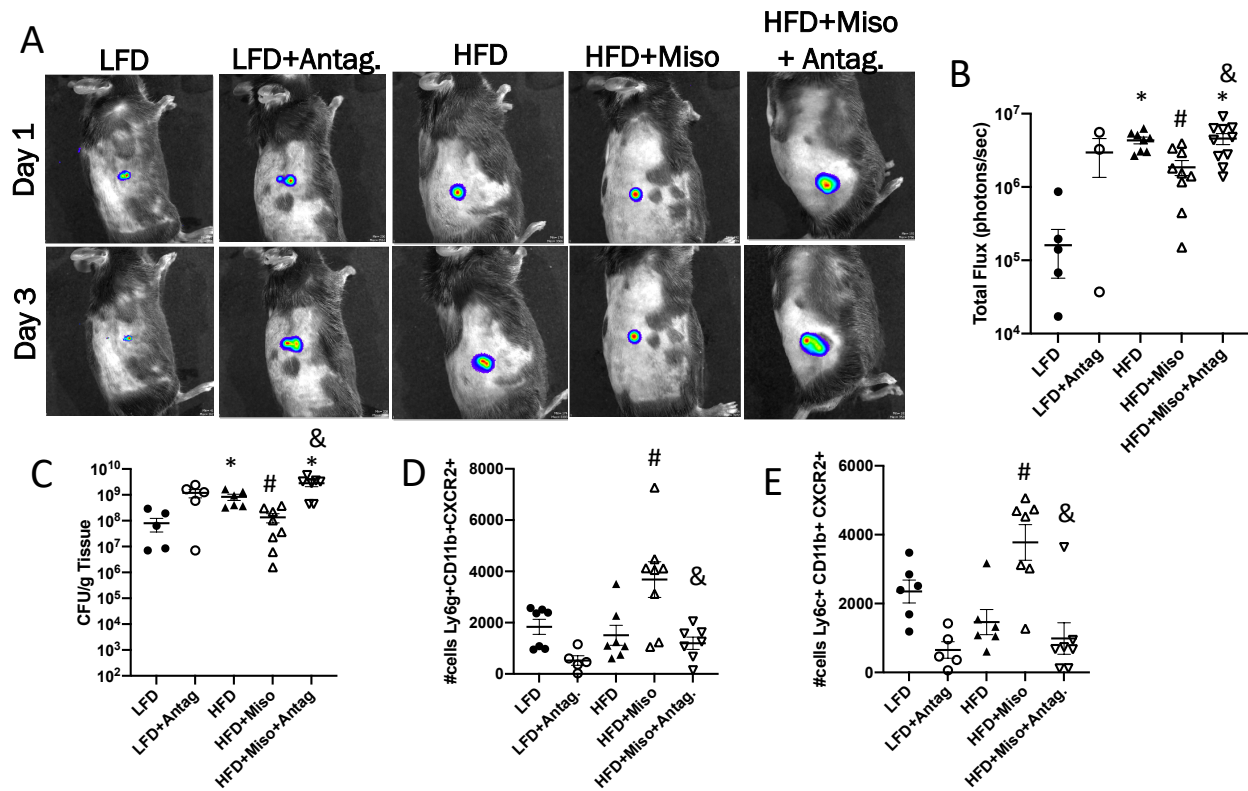 A
LFD
LFD+Antag.
HFD
HFD+Miso
HFD+Miso
+ Antag.
Day 1
Day 3
B
&
*
#
*
Total Flux (photons/sec)
10^7
10^6
10^5
10^4
LFD
LFD+Antag
HFD
HFD+Miso
HFD+Miso+Antag
C
&
*
#
*
CFU/g Tissue
10^10
10^9
10^8
10^7
10^6
10^5
10^4
10^3
10^2
LFD
LFD+Antag
HFD
HFD+Miso
HFD+Miso+Antag
D
#
&
#cells Ly6g+CD11b+CXCR2+
8000
6000
4000
2000
0
LFD
LFD+Antag.
HFD
HFD+Miso
HFD+Miso+Antag.
E
#
&
#cells Ly6c+ CD11b+ CXCR2+
6000
4000
2000
0
LFD
LFD+Antag
HFD
HFD+Miso
HFD+Miso+Antag.